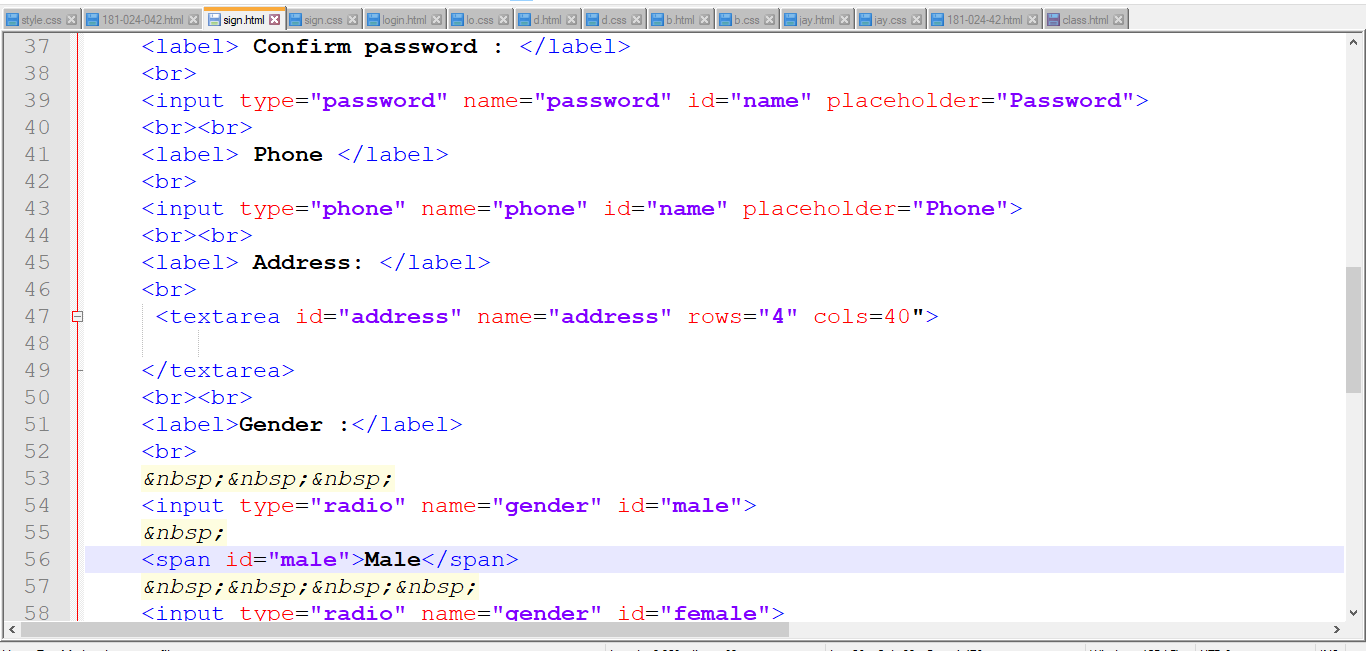 style.css 181-024-042.html sign.html sign.css login.html lo.css d.html d.css b.html b.css jay.html jay.css 181-024-42.html class.html
37 <label> Confirm password : </label>
38 <br>
39 <input type="password" name="password" id="name" placeholder="Password">
40 <br><br>
41 <label> Phone </label>
42 <br>
43 <input type="phone" name="phone" id="name" placeholder="Phone">
44 <br><br>
45 <label> Address: </label>
46 <br>
47 <textarea id="address" name="address" rows="4" cols=40">
48
49 </textarea>
50 <br><br>
51 <label>Gender :</label>
52 <br>
53 &nbsp;&nbsp;&nbsp;
54 <input type="radio" name="gender" id="male">
55 &nbsp;
56 <span id="male">Male</span>
57 &nbsp;&nbsp;&nbsp;&nbsp;
58 <input type="radio" name="gender" id="female">